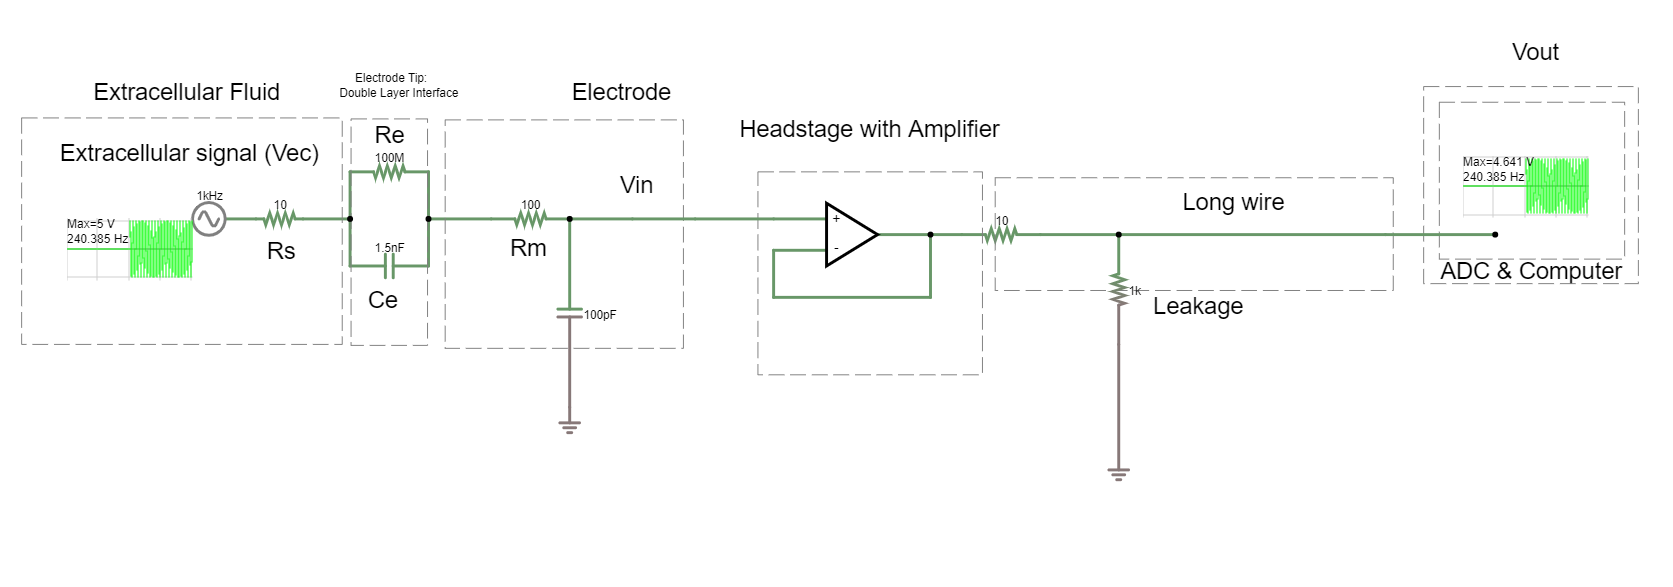 Vout
Electrode Tip:
Double Layer Interface
Extracellular Fluid
Electrode
Headstage with Amplifier
Re
100M
Extracellular signal (Vec)
Max=4.641 V
240.385 Hz
Vin
1kHz
10
100
Long wire
Max=5 V
240.385 Hz
+
10
Rs
1.5nF
Rm
-
ADC & Computer
Ce
1k
Leakage
100pF